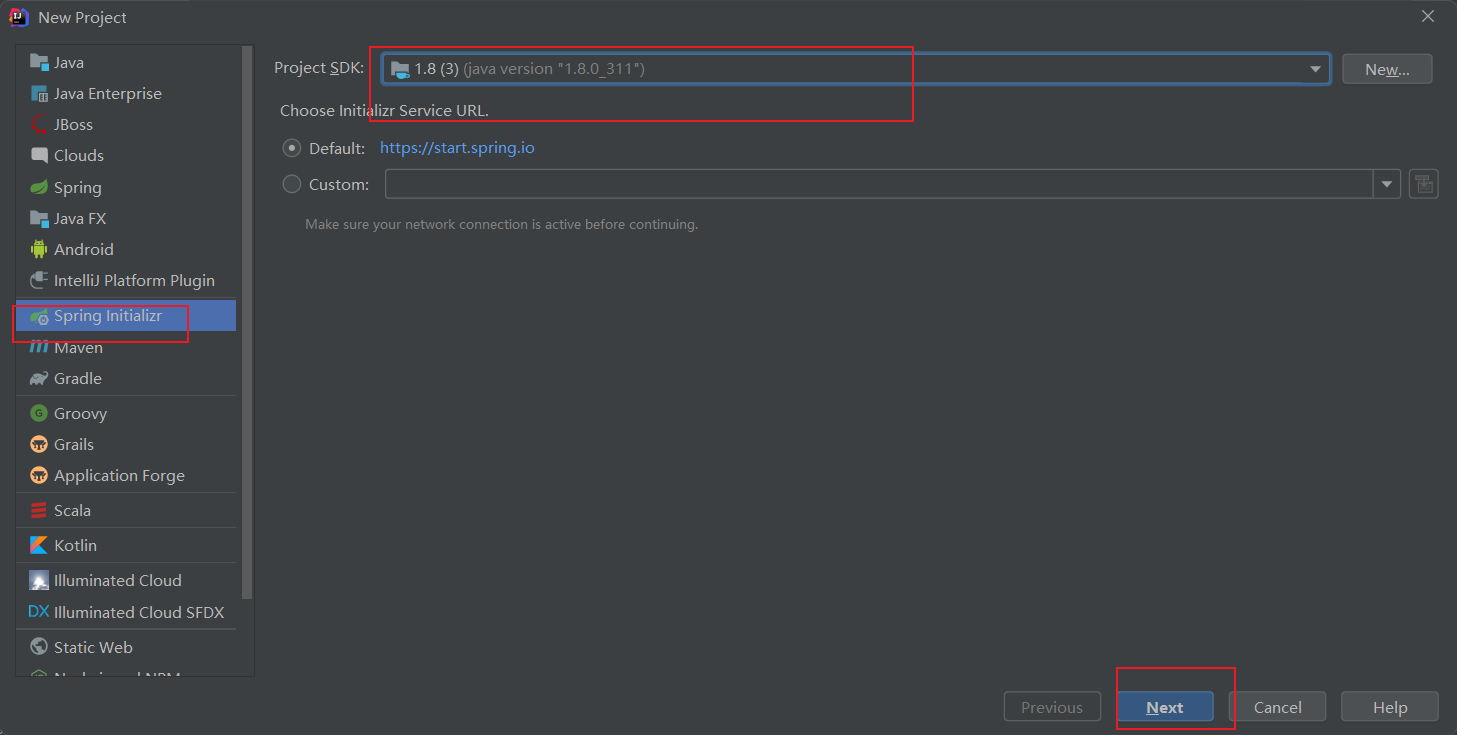 New Project
Java
Java Enterprise
JBoss
Clouds
Spring
Java FX
Android
IntelliJ Platform Plugin
Spring Initializr
Maven
Gradle
Groovy
Grails
Application Forge
Scala
Kotlin
Illuminated Cloud
Illuminated Cloud SFDX
Static Web
Project SDK: 1.8 (3) (java version "1.8.0_311") New...
Choose Initializr Service URL.
Default: https://start.spring.io
Custom:
Make sure your network connection is active before continuing.
Previous Next Cancel Help